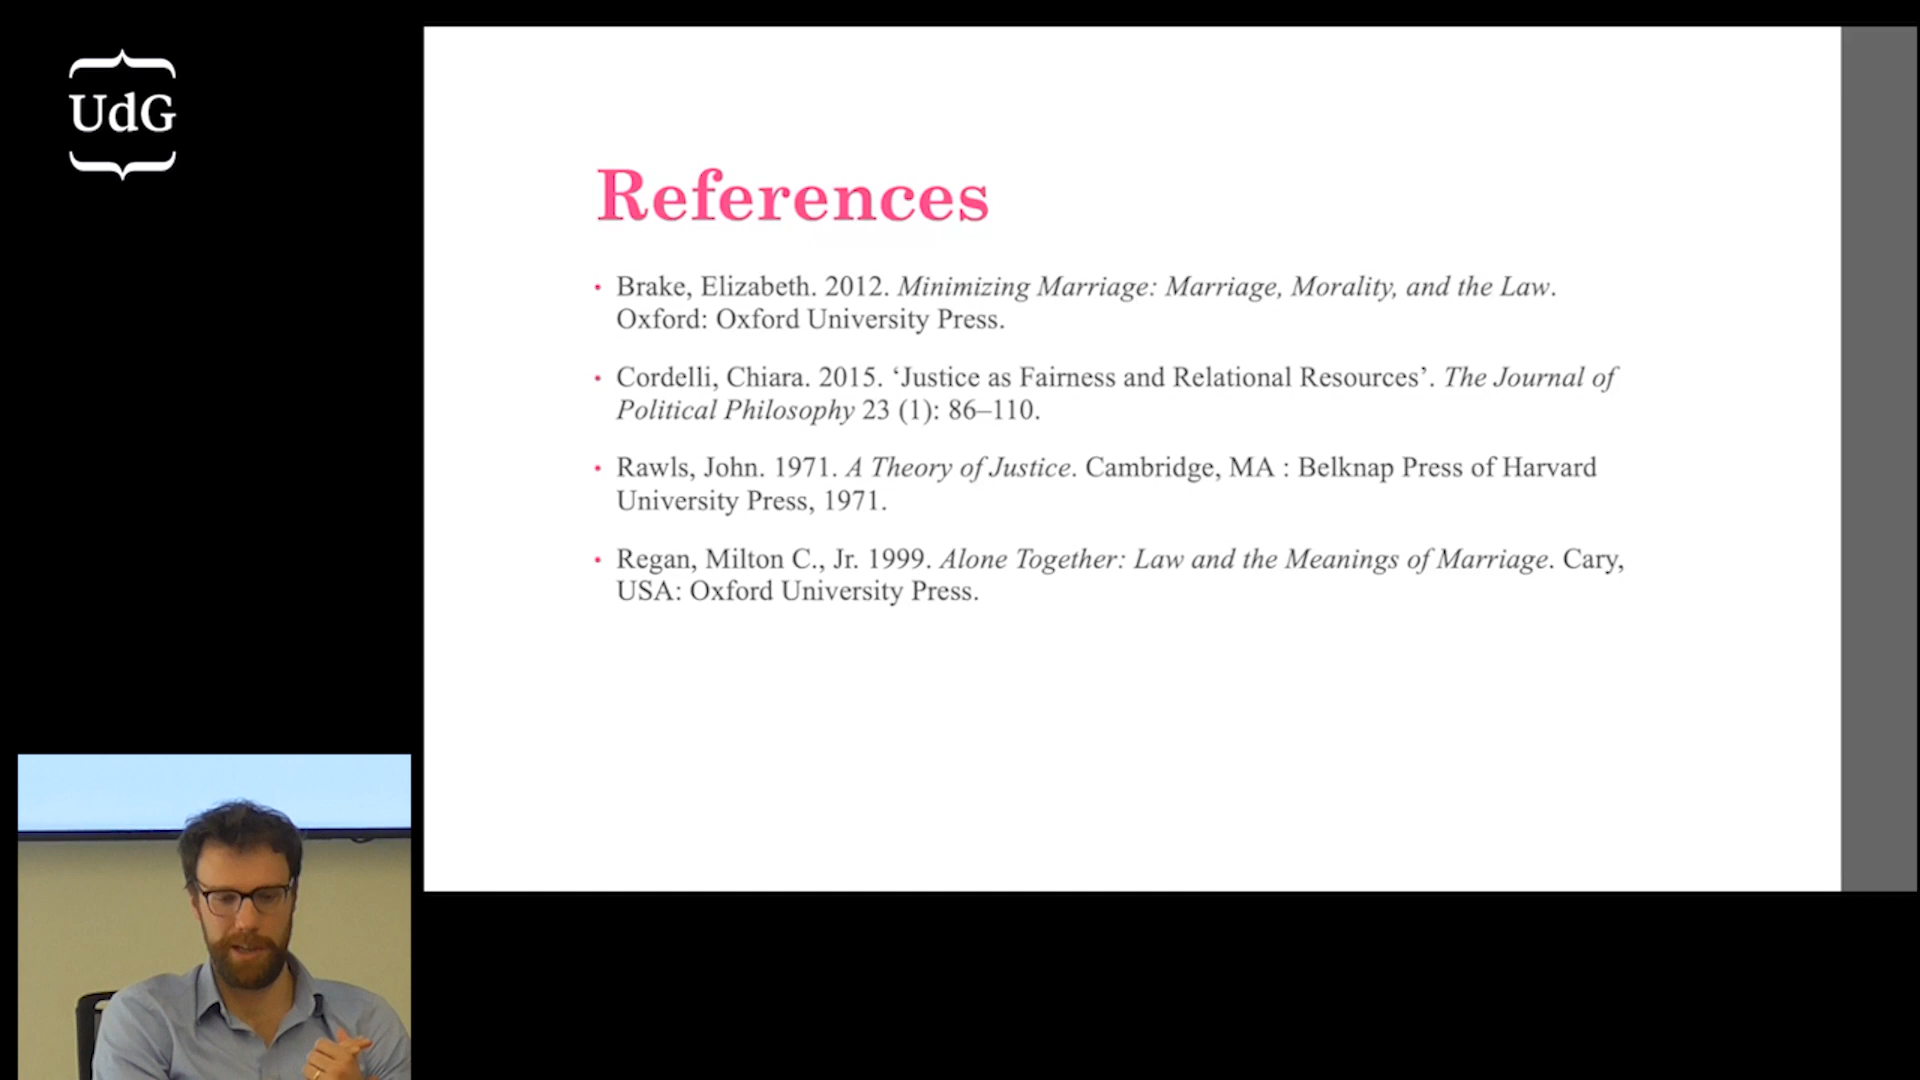 UdG
References
• Brake, Elizabeth. 2012. Minimizing Marriage: Marriage, Morality, and the Law.
Oxford: Oxford University Press.
• Cordelli, Chiara. 2015. ‘Justice as Fairness and Relational Resources’. The Journal of
Political Philosophy 23 (1): 86–110.
• Rawls, John. 1971. A Theory of Justice. Cambridge, MA : Belknap Press of Harvard
University Press, 1971.
• Regan, Milton C., Jr. 1999. Alone Together: Law and the Meanings of Marriage. Cary,
USA: Oxford University Press.